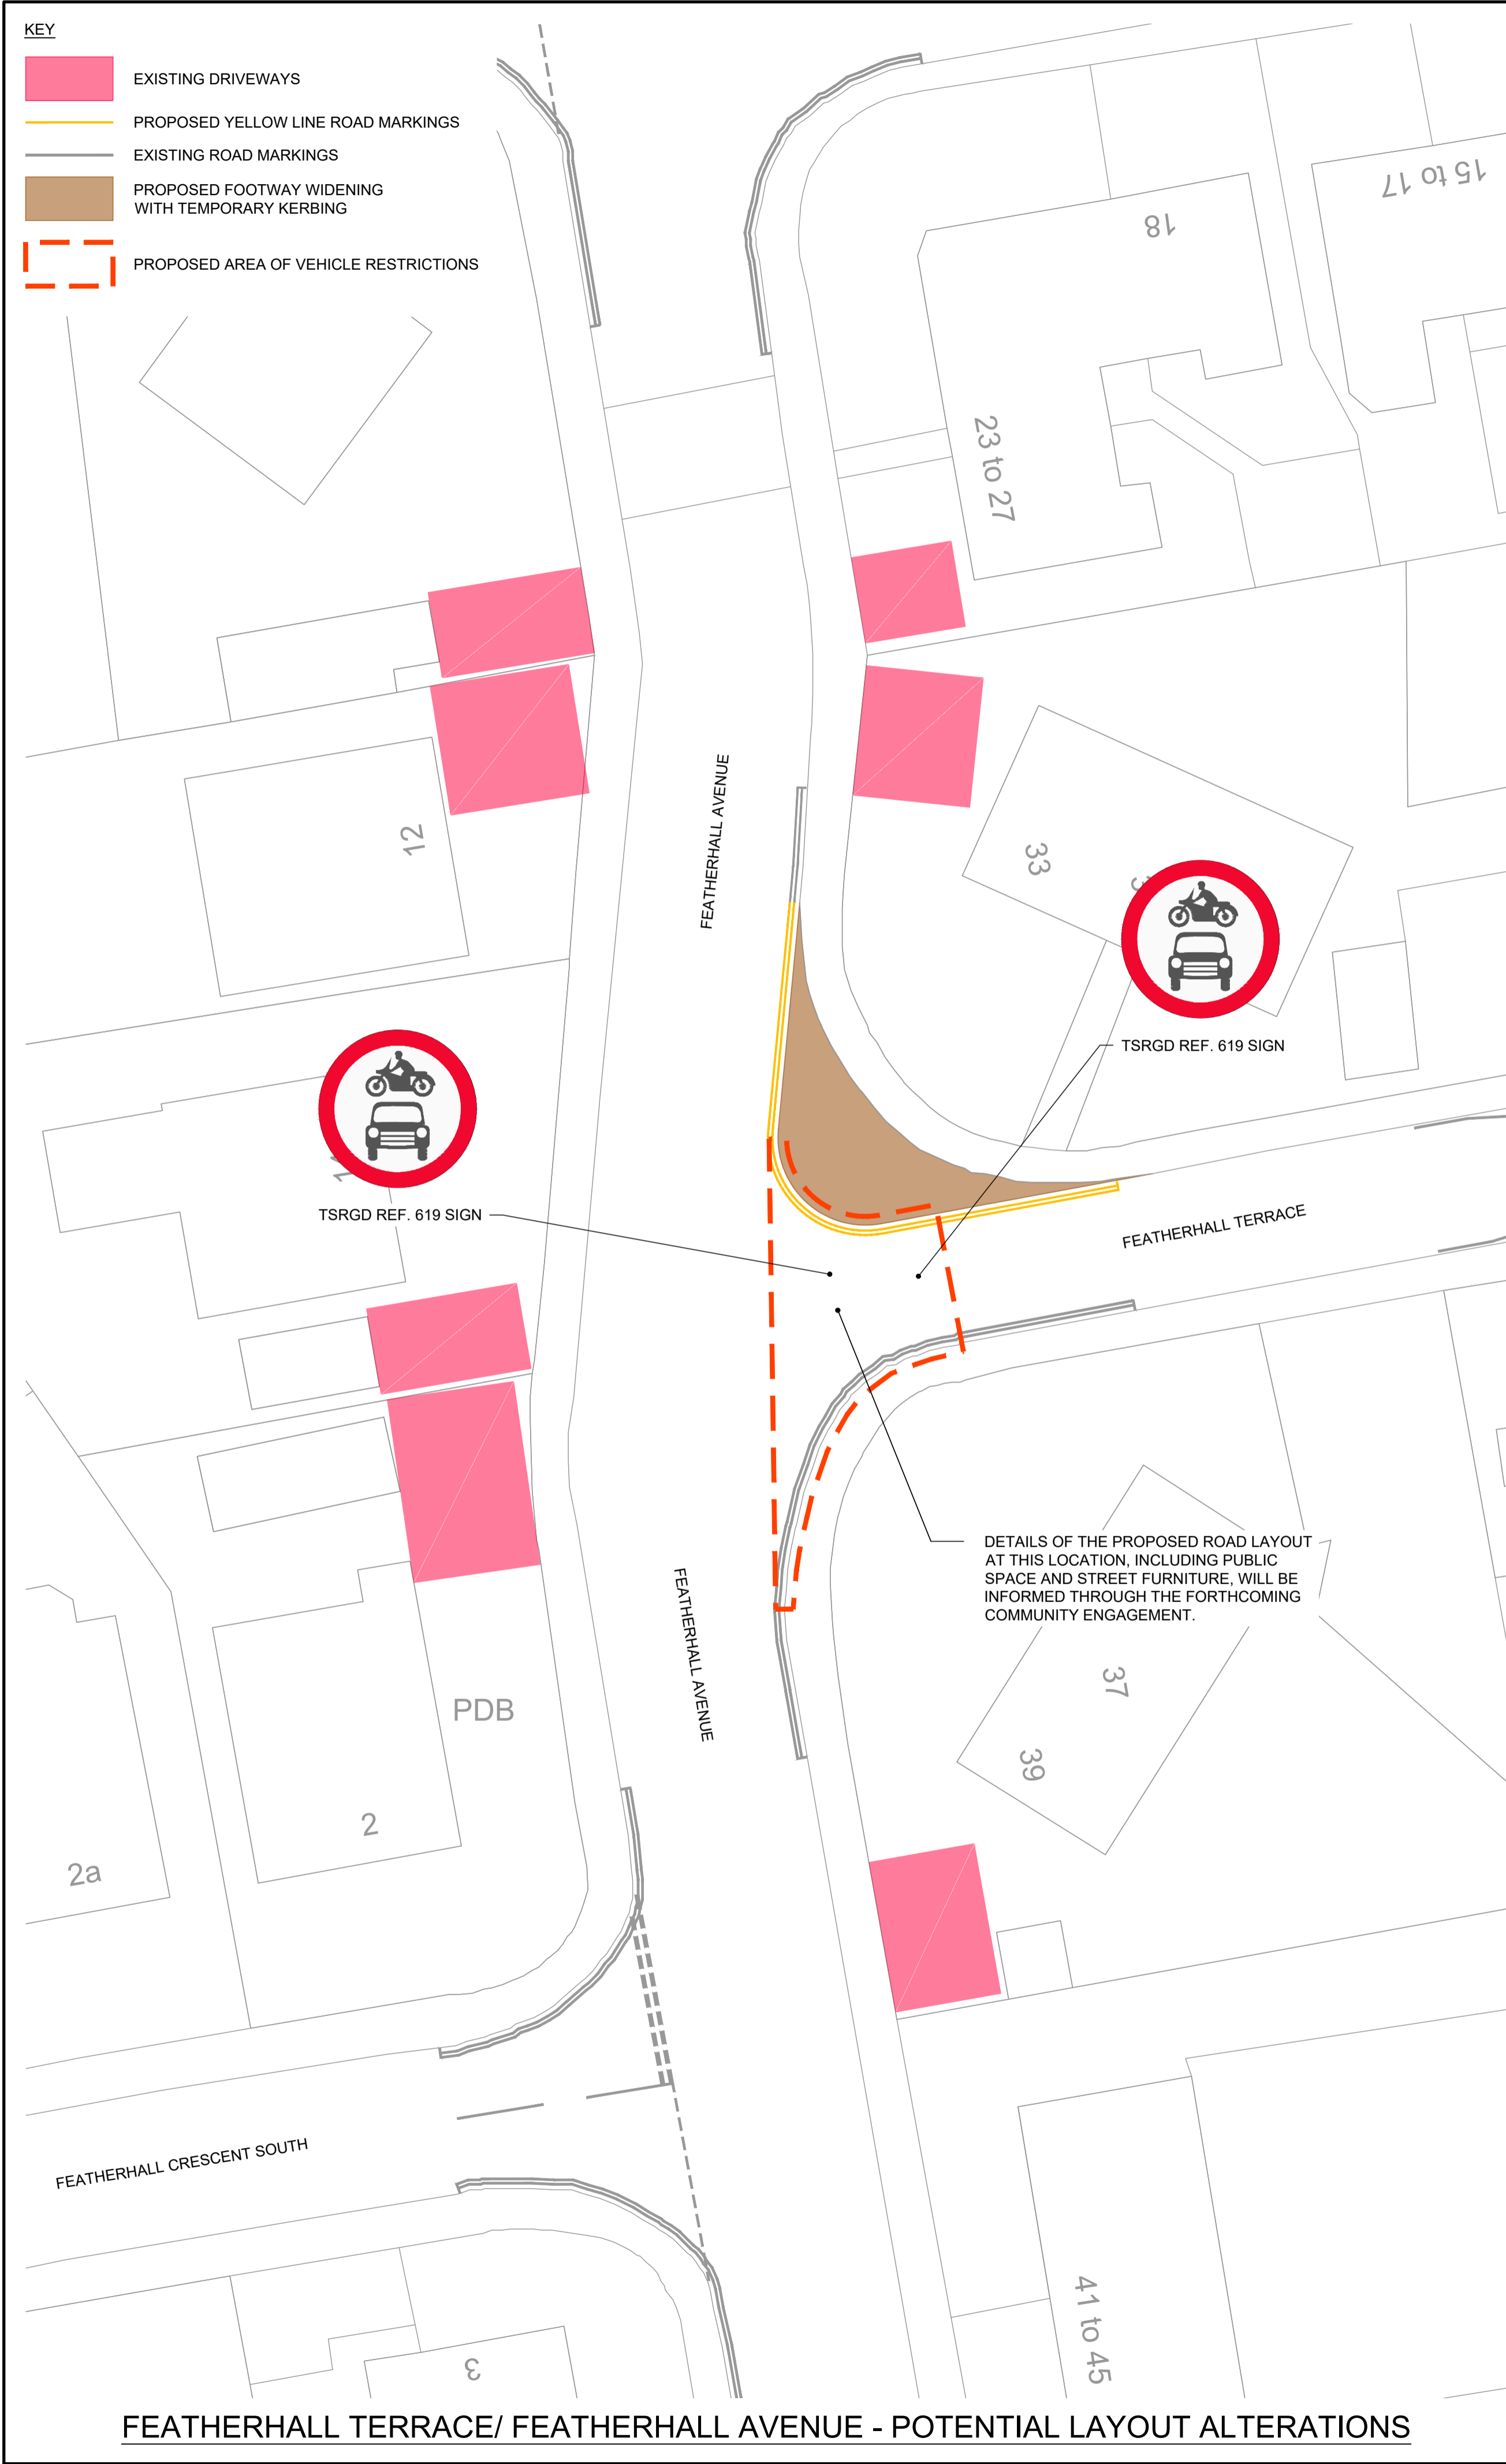 KEY
EXISTING DRIVEWAYS
PROPOSED YELLOW LINE ROAD MARKINGS
EXISTING ROAD MARKINGS
PROPOSED FOOTWAY WIDENING
WITH TEMPORARY KERBING
PROPOSED AREA OF VEHICLE RESTRICTIONS
15 to 17
18
23 to 27
FEATHERHALL AVENUE
12
33
TSRGD REF. 619 SIGN
TSRGD REF. 619 SIGN
FEATHERHALL TERRACE
DETAILS OF THE PROPOSED ROAD LAYOUT
AT THIS LOCATION, INCLUDING PUBLIC
SPACE AND STREET FURNITURE, WILL BE
INFORMED THROUGH THE FORTHCOMING
COMMUNITY ENGAGEMENT.
FEATHERHALL AVENUE
37
39
PDB
2
2a
FEATHERHALL CRESCENT SOUTH
3
41 to 45
FEATHERHALL TERRACE/ FEATHERHALL AVENUE - POTENTIAL LAYOUT ALTERATIONS